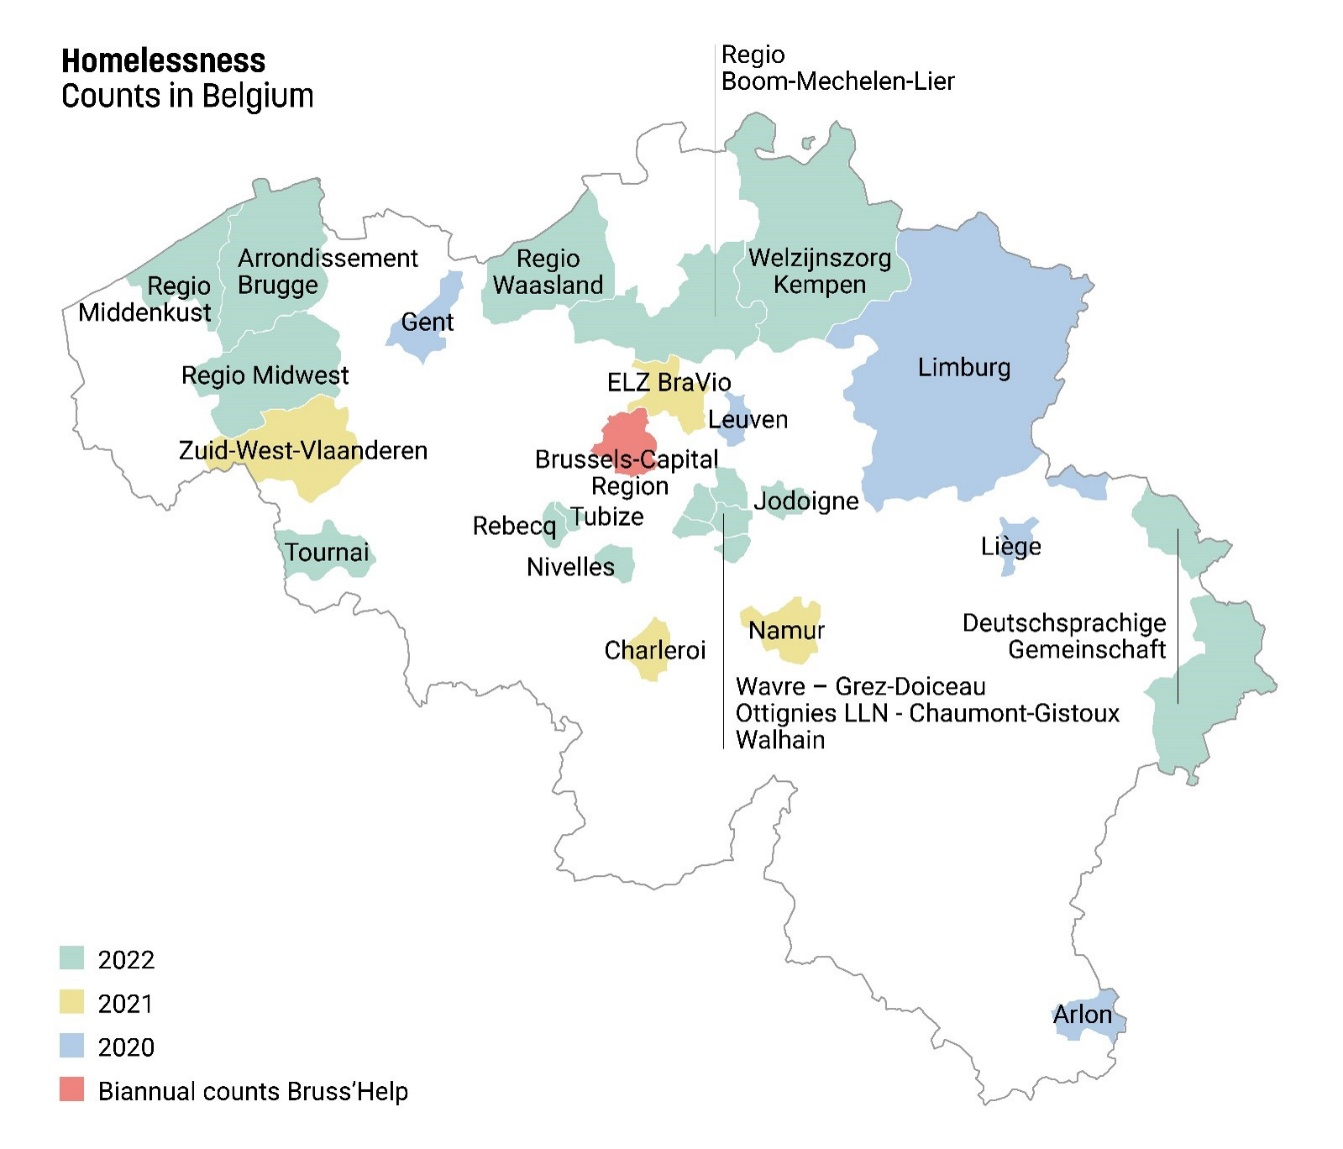 Homelessness
Counts in Belgium
Regio
Boom-Mechelen-Lier
Arrondissement
Brugge
Regio
Middenkust
Regio
Waasland
Welzijnszorg
Kempen
Gent
Regio Midwest
Limburg
ELZ BraVio
Leuven
Zuid-West-Vlaanderen
Brussels-Capital
Region
Jodoigne
Rebecq
Tubize
Tournai
Nivelles
Liège
Deutschsprachige
Gemeinschaft
Charleroi
Namur
Wavre – Grez-Doiceau
Ottignies LLN - Chaumont-Gistoux
Walhain
2022
2021
2020
Biannual counts Bruss’Help
Arlon